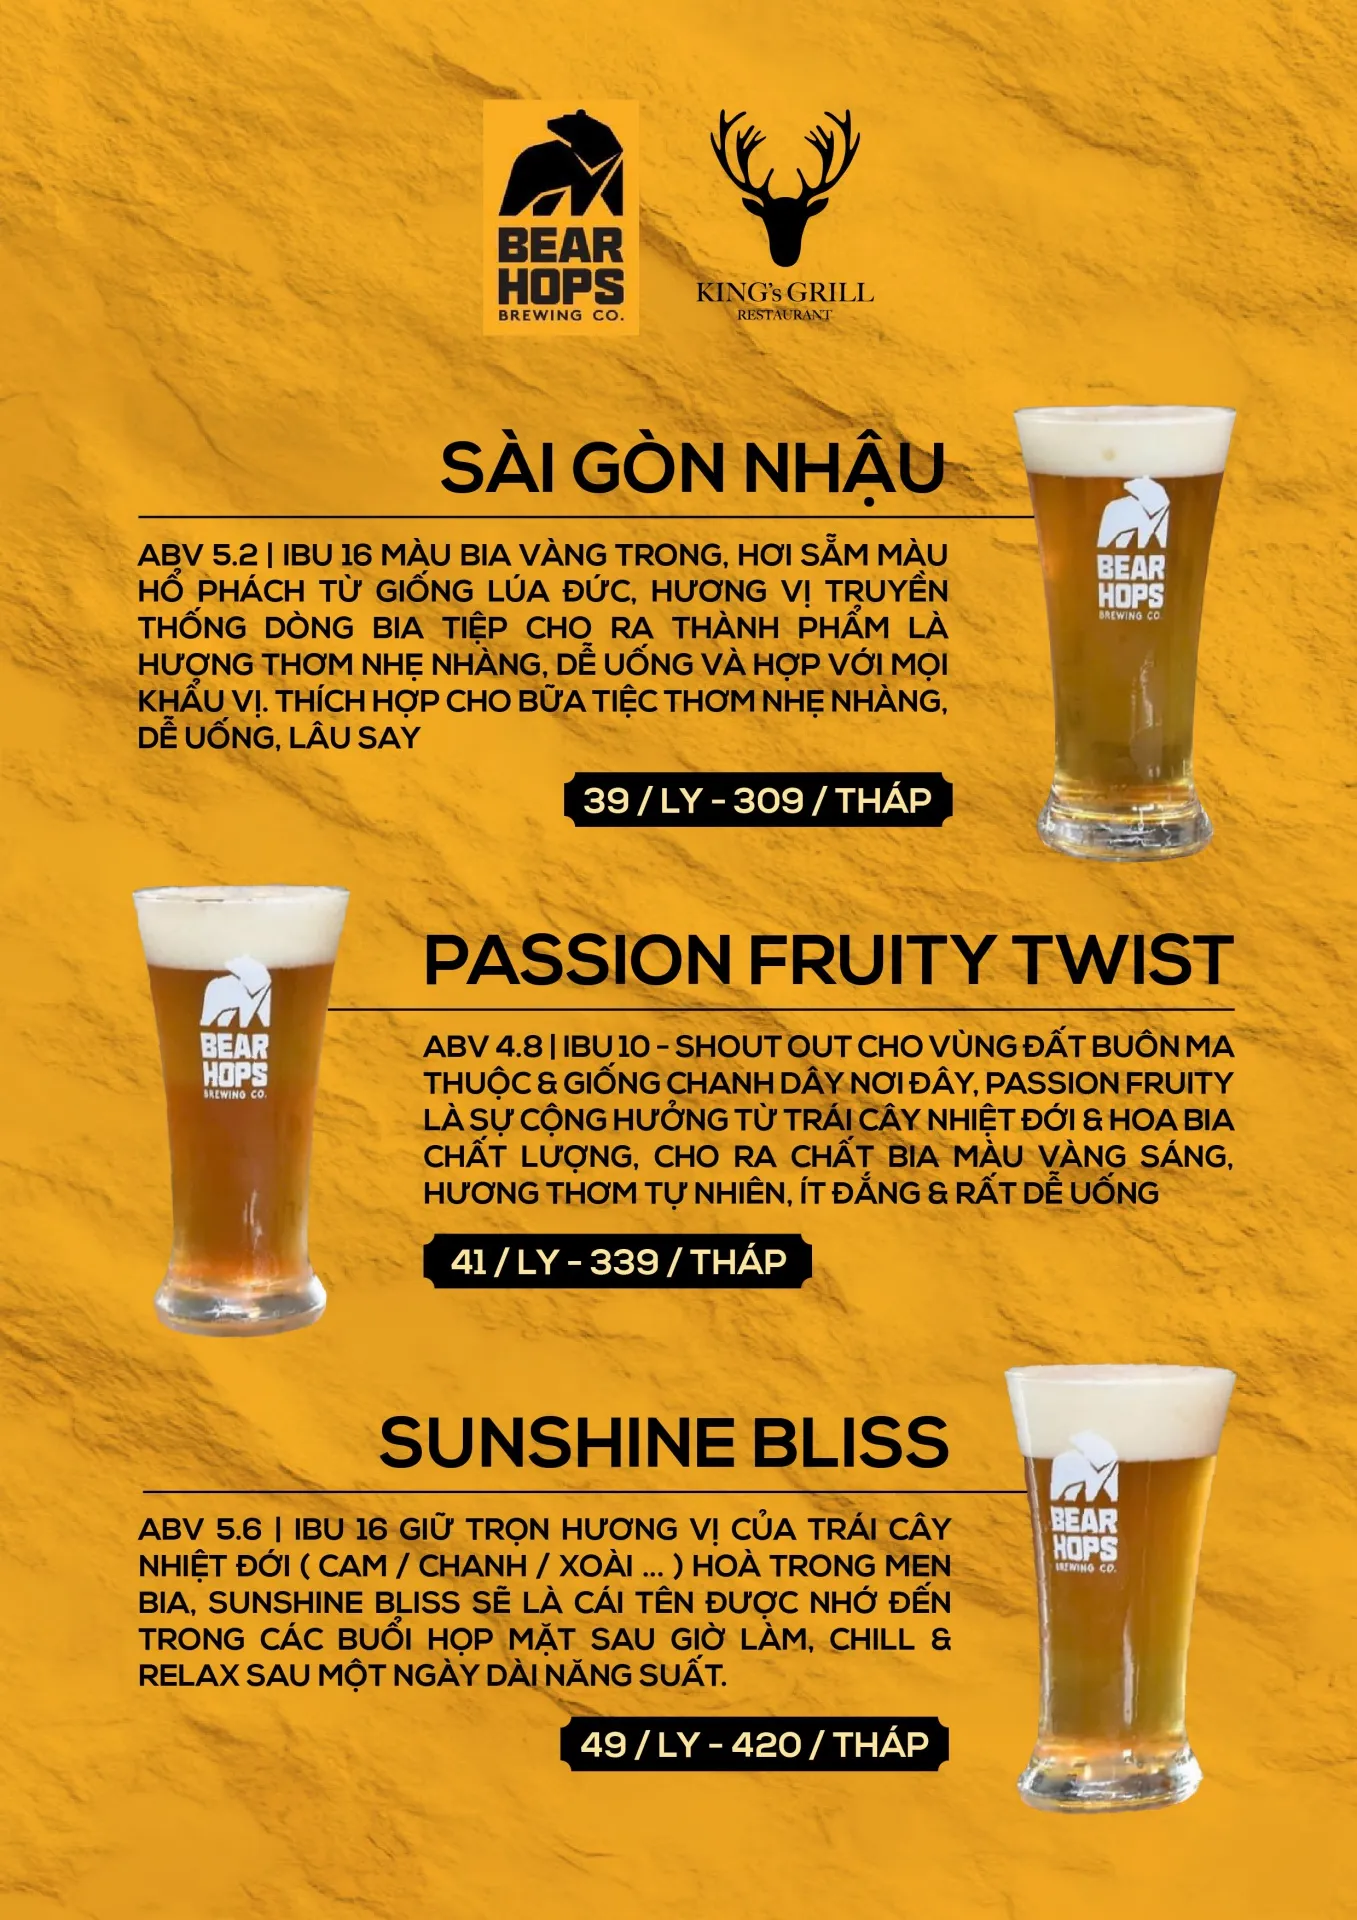 BEAR
HOPS
BREWING CO.
KING's GRILL
RESTAURANT
SÀI GÒN NHẬU
ABV 5.2 | IBU 16 MÀU BIA VÀNG TRONG, HƠI SẴM MÀU
HỔ PHÁCH TỪ GIỐNG LÚA ĐỨC, HƯƠNG VỊ TRUYỀN
THỐNG DÒNG BIA TIỆP CHO RA THÀNH PHẨM LÀ
HƯƠNG THƠM NHẸ NHÀNG, DỄ UỐNG VÀ HỢP VỚI MỌI
KHẨU VỊ. THÍCH HỢP CHO BỮA TIỆC THƠM NHẸ NHÀNG,
DỄ UỐNG, LÂU SAY
39 / LY - 309 / THÁP
BEAR
HOPS
BREWING CO.
PASSION FRUITY TWIST
ABV 4.8 | IBU 10 - SHOUT OUT CHO VÙNG ĐẤT BUÔN MA
THUỘC & GIỐNG CHANH DÂY NƠI ĐÂY, PASSION FRUITY
LÀ SỰ CỘNG HƯỞNG TỪ TRÁI CÂY NHIỆT ĐỚI & HOA BIA
CHẤT LƯỢNG, CHO RA CHẤT BIA MÀU VÀNG SÁNG,
HƯƠNG THƠM TỰ NHIÊN, ÍT ĐẮNG & RẤT DỄ UỐNG
41 / LY - 339 / THÁP
BEAR
HOPS
BREWING CO.
SUNSHINE BLISS
ABV 5.6 | IBU 16 GIỮ TRỌN HƯƠNG VỊ CỦA TRÁI CÂY
NHIỆT ĐỚI ( CAM / CHANH / XOÀI ... ) HOÀ TRONG MEN
BIA, SUNSHINE BLISS SẼ LÀ CÁI TÊN ĐƯỢC NHỚ ĐẾN
TRONG CÁC BUỔI HỌP MẶT SAU GIỜ LÀM, CHILL &
RELAX SAU MỘT NGÀY DÀI NĂNG SUẤT.
49 / LY - 420 / THÁP
BEAR
HOPS
BREWING CO.